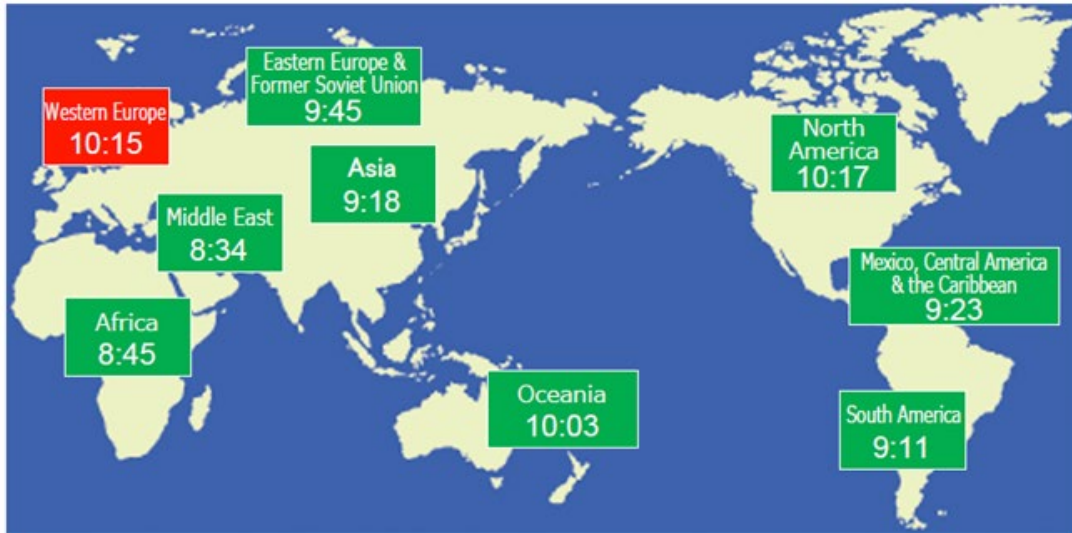 Eastern Europe &
Former Soviet Union
9:45
Western Europe
10:15
North
America
10:17
Asia
9:18
Middle East
8:34
Mexico, Central America
& the Caribbean
9:23
Africa
8:45
Oceania
10:03
South America
9:11